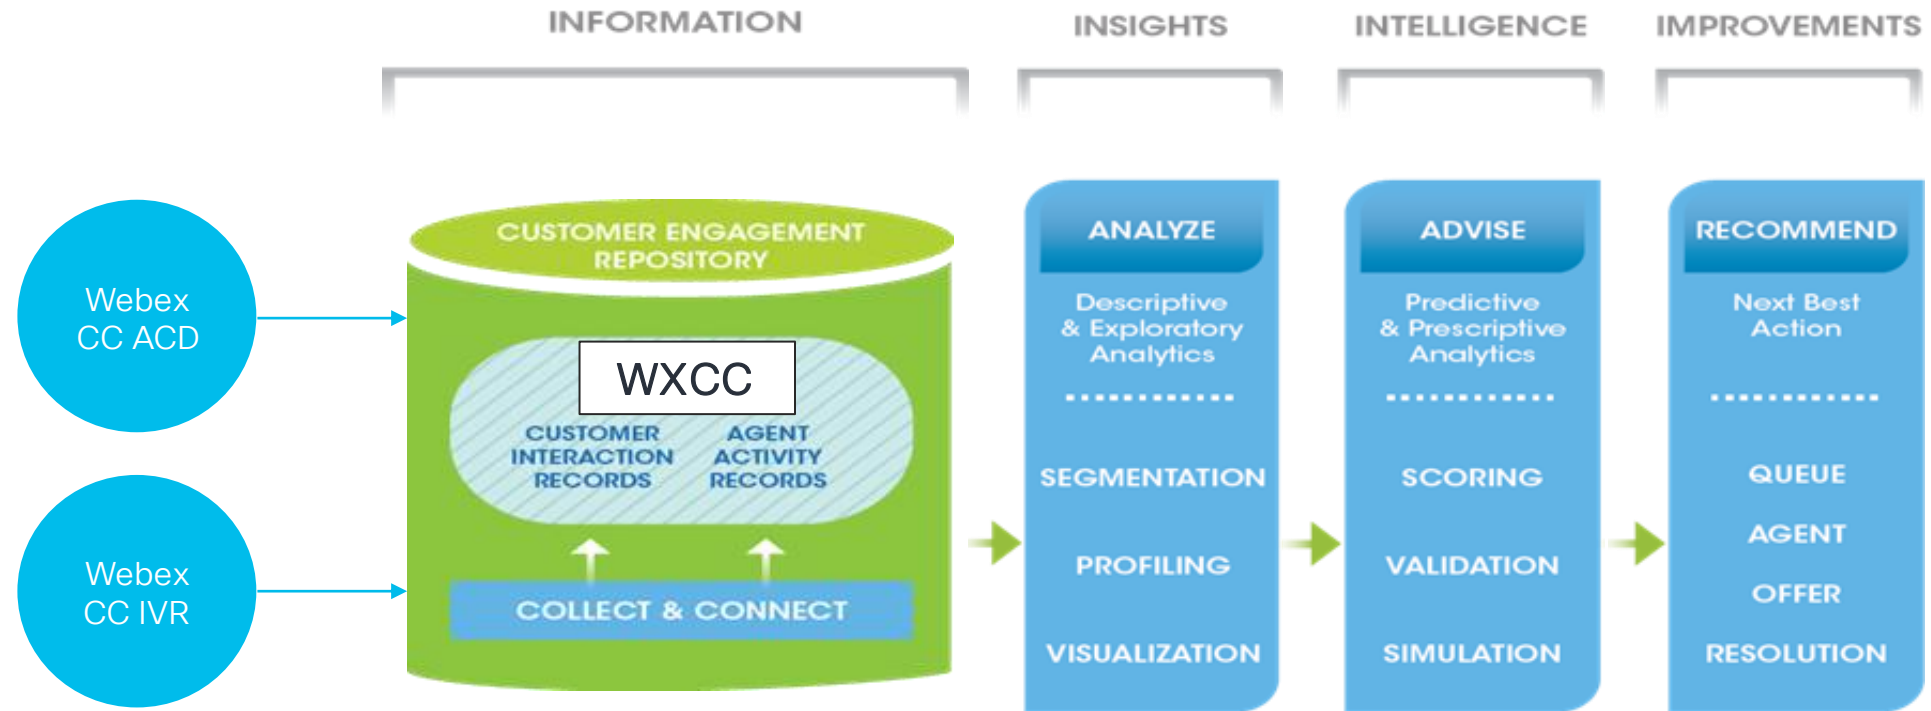 INFORMATION
INSIGHTS
INTELLIGENCE
IMPROVEMENTS
Webex
CC ACD
Webex
CC IVR
CUSTOMER ENGAGEMENT
REPOSITORY
WXCC
CUSTOMER
INTERACTION
RECORDS
AGENT
ACTIVITY
RECORDS
COLLECT & CONNECT
ANALYZE
Descriptive
& Exploratory
Analytics
SEGMENTATION
PROFILING
VISUALIZATION
ADVISE
Predictive
& Prescriptive
Analytics
SCORING
VALIDATION
SIMULATION
RECOMMEND
Next Best
Action
QUEUE
AGENT
OFFER
RESOLUTION